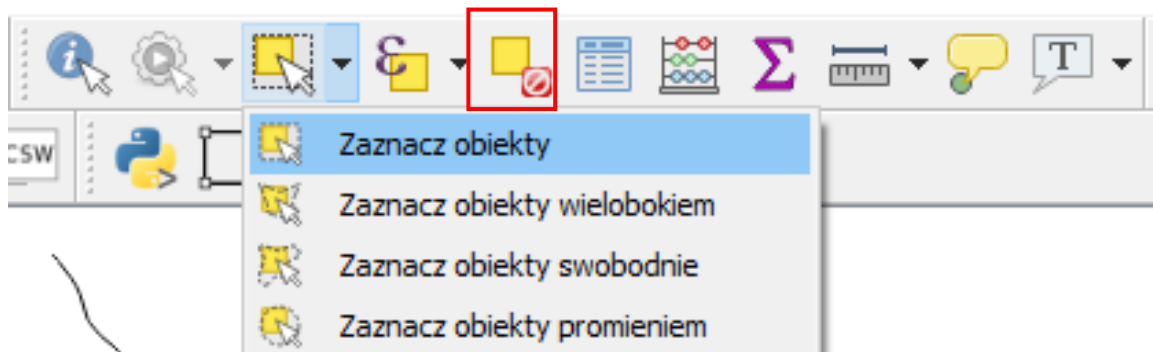 T
CSW
Zaznacz obiekty
Zaznacz obiekty wielobokiem
Zaznacz obiekty swobodnie
Zaznacz obiekty promieniem